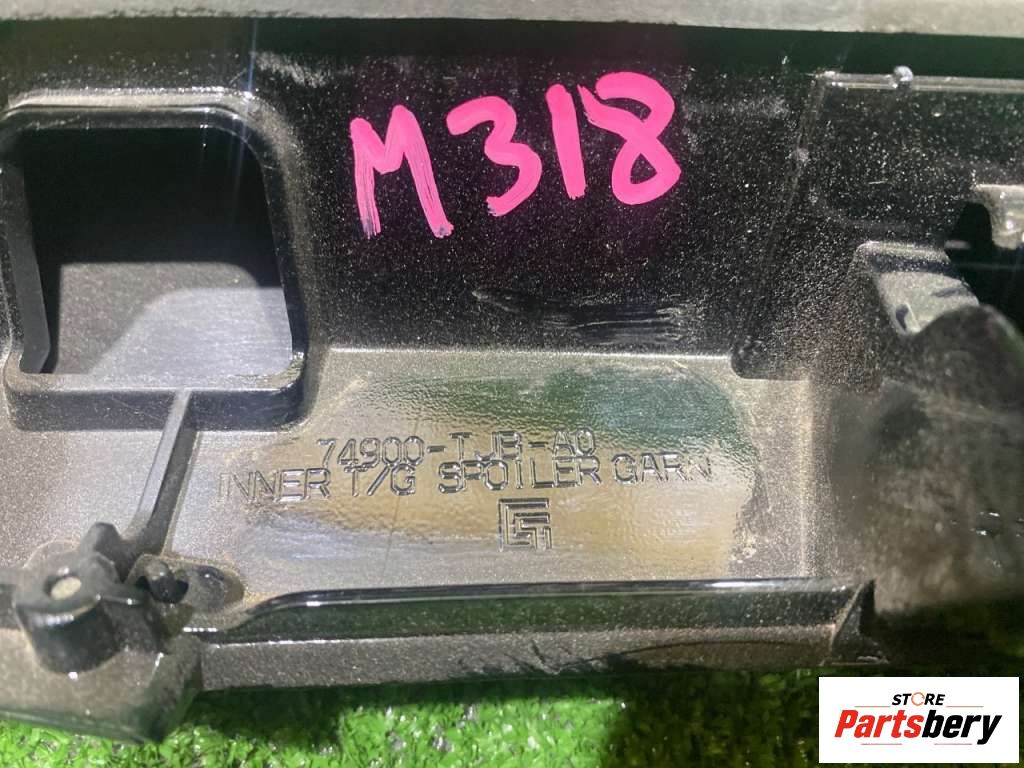 M318
74900-TJB-A0
INNER T/G SPOILER GARN
STORE
Partsbery